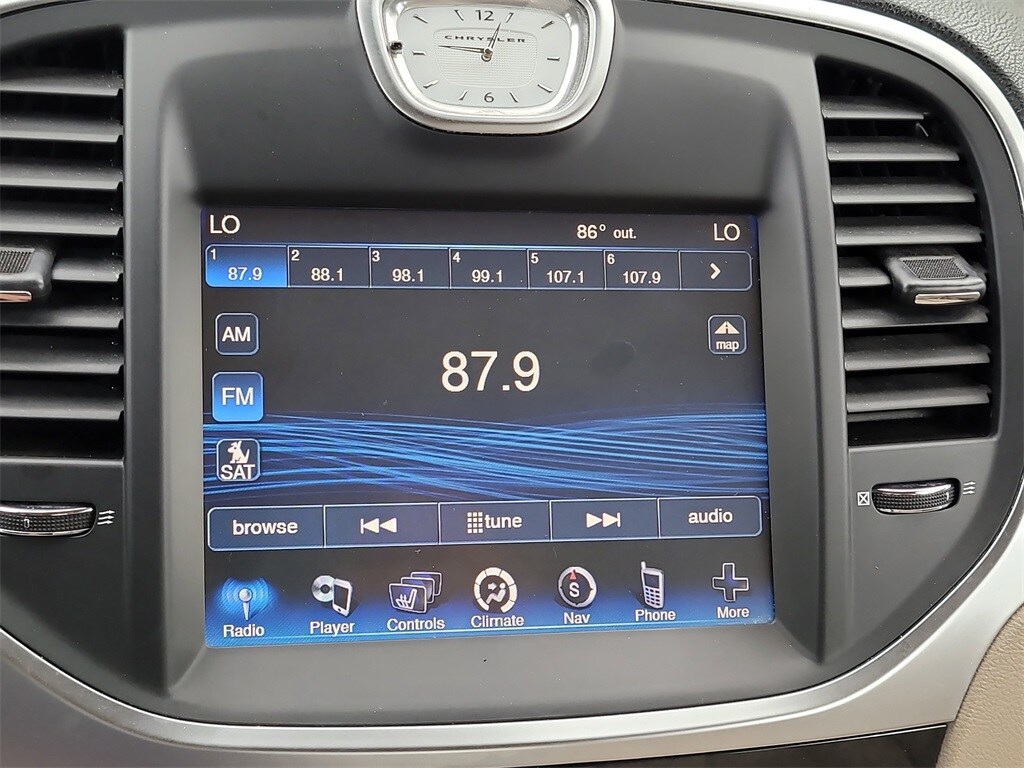 12
CHRYSLER
6
LO 86° out. LO
1 87.9 2 88.1 3 98.1 4 99.1 5 107.1 6 107.9 >
AM
map
87.9
FM
SAT
browse tune audio
S
Radio Player Controls Climate Nav Phone More